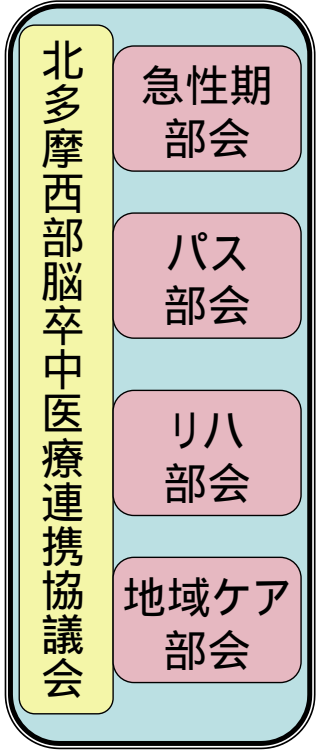 北多摩西部脳卒中医療連携協議会
急性期
部会
パス
部会
リハ
部会
地域ケア
部会